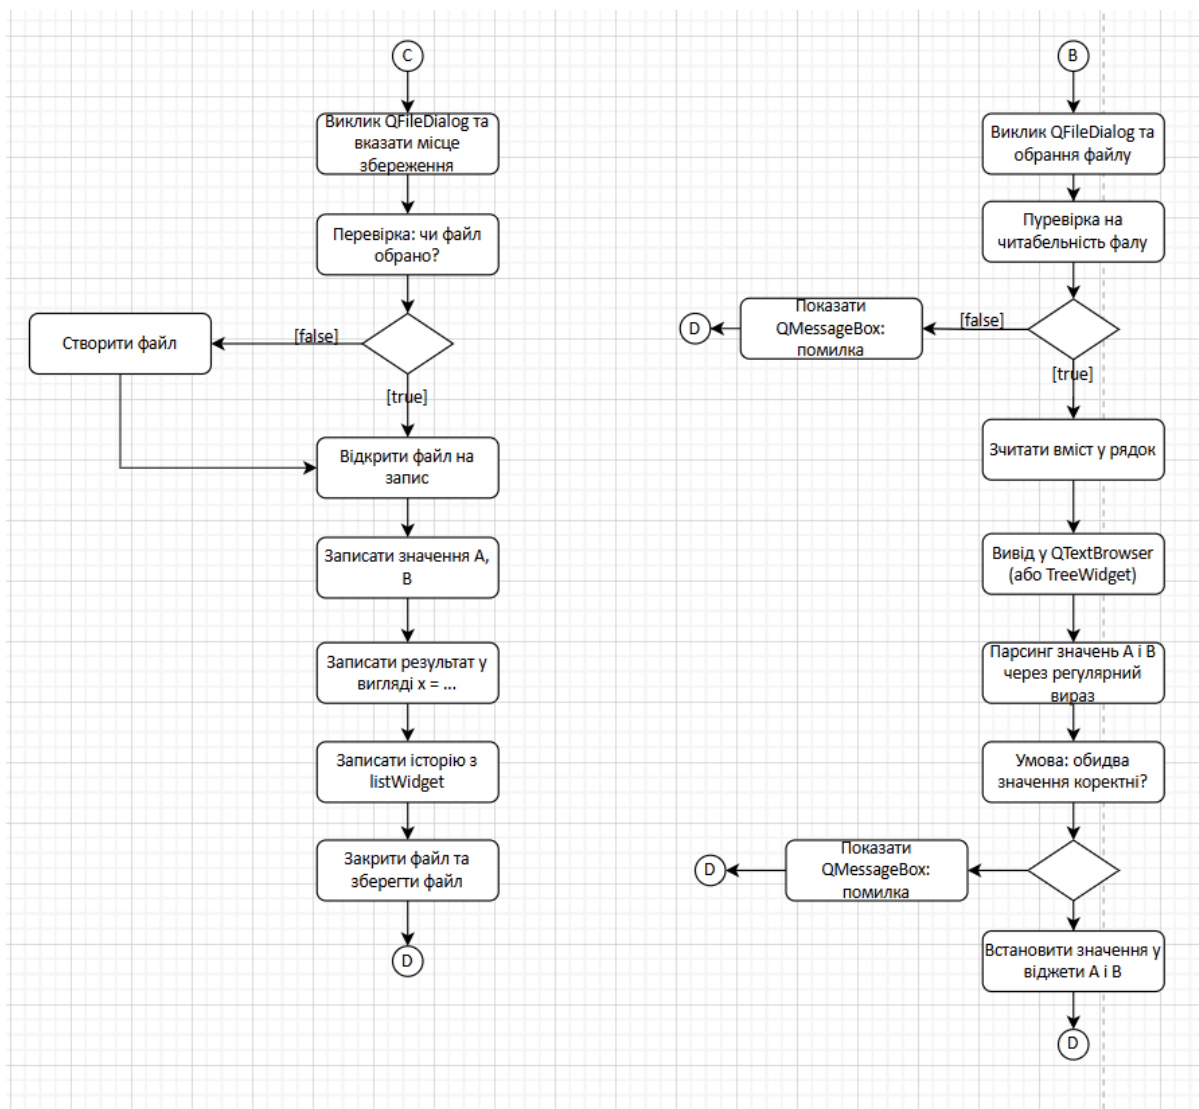 C
Виклик QFileDialog та
вказати місце
збереження
Перевірка: чи файл
обрано?
[false]
Створити файл
[true]
Відкрити файл на
запис
Записати значення A,
B
Записати результат у
вигляді x = ...
Записати історію з
listWidget
Закрити файл та
зберегти файл
D
B
Виклик QFileDialog та
обрання файлу
Пуревірка на
читабельність фалу
[false]
Показати
QMessageBox:
помилка
D
[true]
Зчитати вміст у рядок
Вивід у QTextBrowser
(або TreeWidget)
Парсинг значень A і B
через регулярний
вираз
Умова: обидва
значення коректні?
Показати
QMessageBox:
помилка
D
Встановити значення у
віджети A і B
D